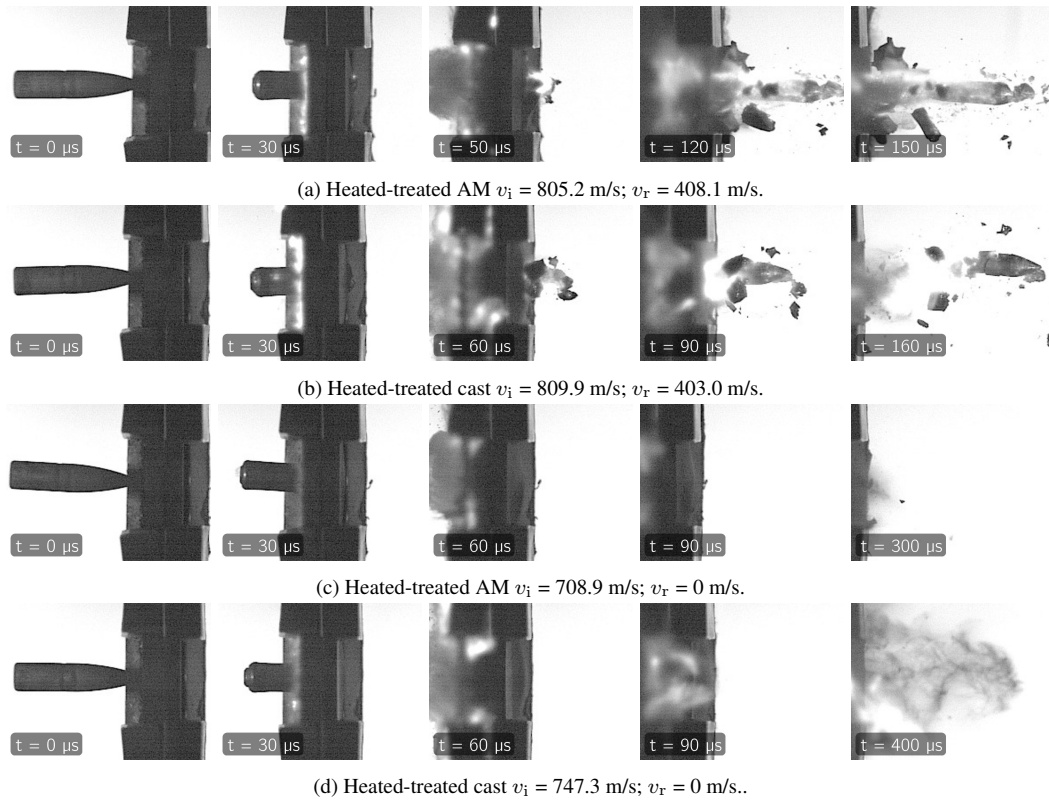 t = 0 µs t = 30 µs t = 50 µs t = 120 µs t = 150 µs
(a) Heated-treated AM vi = 805.2 m/s; vr = 408.1 m/s.
t = 0 µs t = 30 µs t = 60 µs t = 90 µs t = 160 µs
(b) Heated-treated cast vi = 809.9 m/s; vr = 403.0 m/s.
t = 0 µs t = 30 µs t = 60 µs t = 90 µs t = 300 µs
(c) Heated-treated AM vi = 708.9 m/s; vr = 0 m/s.
t = 0 µs t = 30 µs t = 60 µs t = 90 µs t = 400 µs
(d) Heated-treated cast vi = 747.3 m/s; vr = 0 m/s..